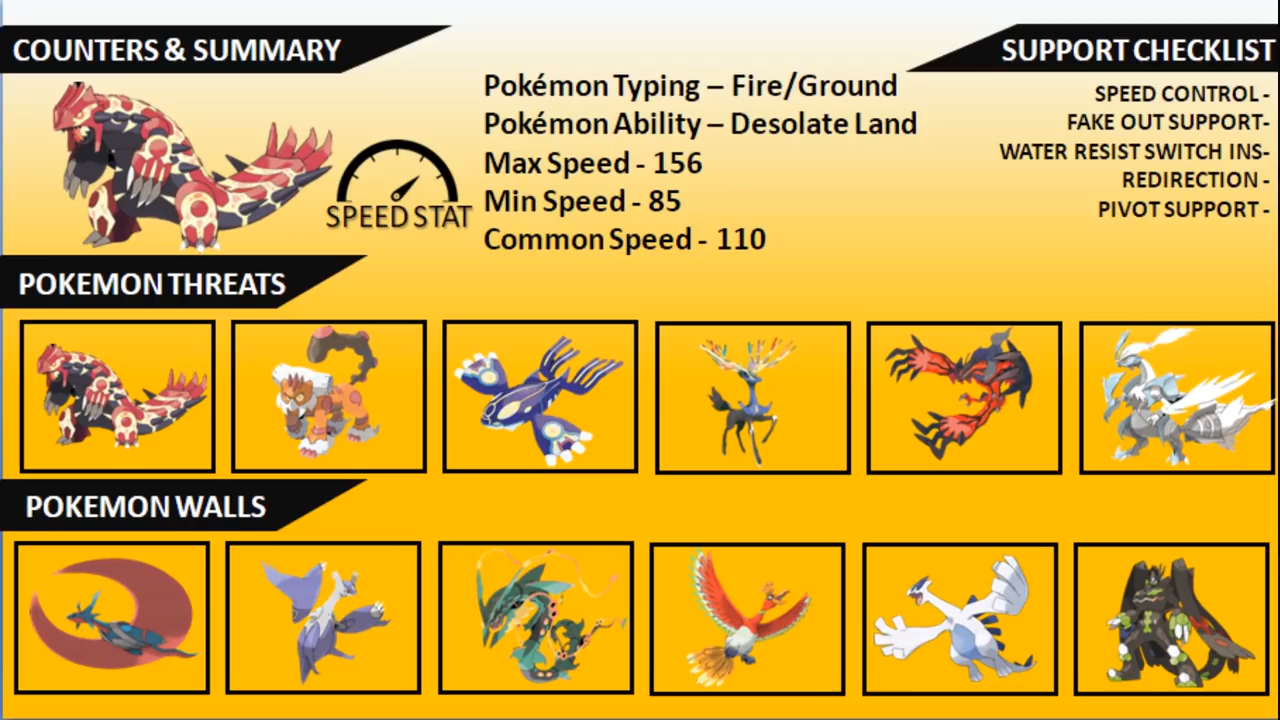 COUNTERS & SUMMARY
SUPPORT CHECKLIST
Pokémon Typing – Fire/Ground
Pokémon Ability – Desolate Land
Max Speed - 156
Min Speed - 85
Common Speed - 110
SPEED STAT
SPEED CONTROL -
FAKE OUT SUPPORT-
WATER RESIST SWITCH INS-
REDIRECTION -
PIVOT SUPPORT -
POKEMON THREATS
POKEMON WALLS